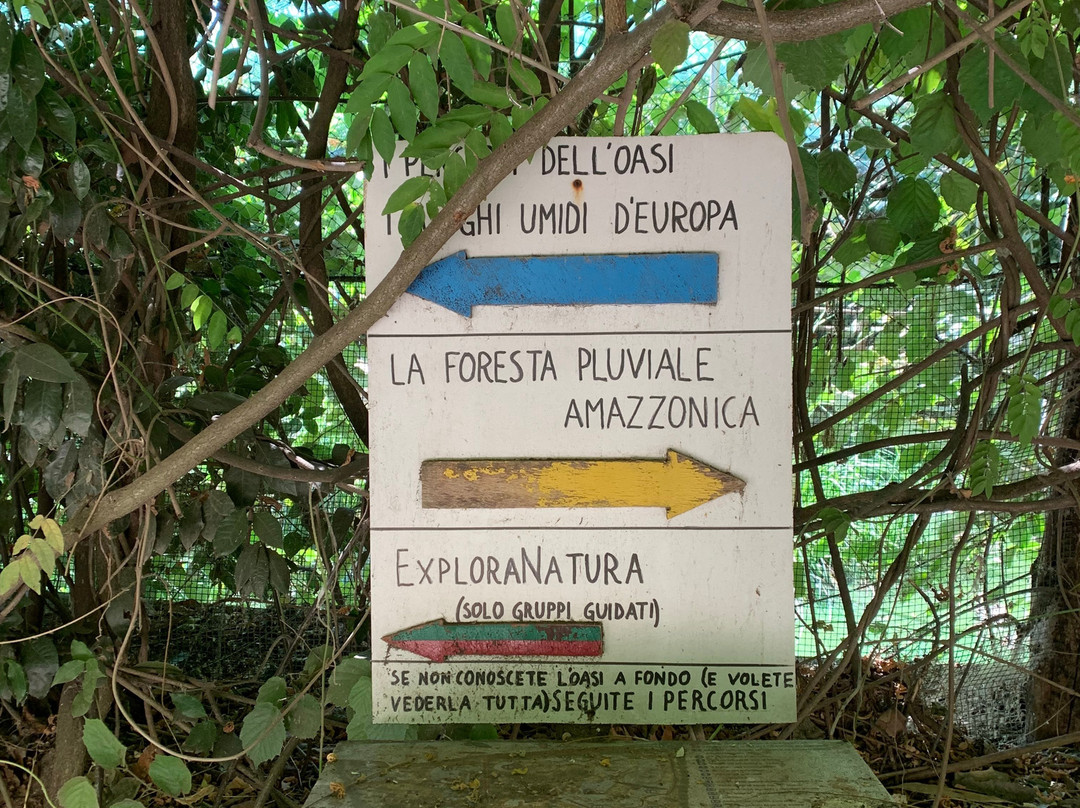 I DELL'OASI
UMIDI D'EUROPA
LA FORESTA PLUVIALE
AMAZZONICA
EXPLORANATURA
(SOLO GRUPPI GUIDATI)
SE NON CONOSCETE L'OASI A FONDO (E VOLETE
VEDERLA TUTTA) SEGUITE I PERCORSI